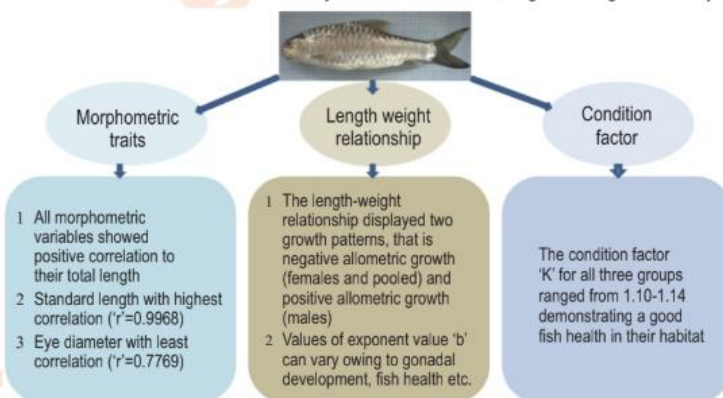 Morphometric
traits
Length weight
relationship
Condition
factor
1 All morphometric
variables showed
positive correlation to
their total length
2 Standard length with highest
correlation ('r'=0.9968)
3 Eye diameter with least
correlation ('r'=0.7769)
1 The length-weight
relationship displayed two
growth patterns, that is
negative allometric growth
(females and pooled) and
positive allometric growth
(males)
2 Values of exponent value 'b'
can vary owing to gonadal
development, fish health etc.
The condition factor
'K' for all three groups
ranged from 1.10-1.14
demonstrating a good
fish health in their habitat